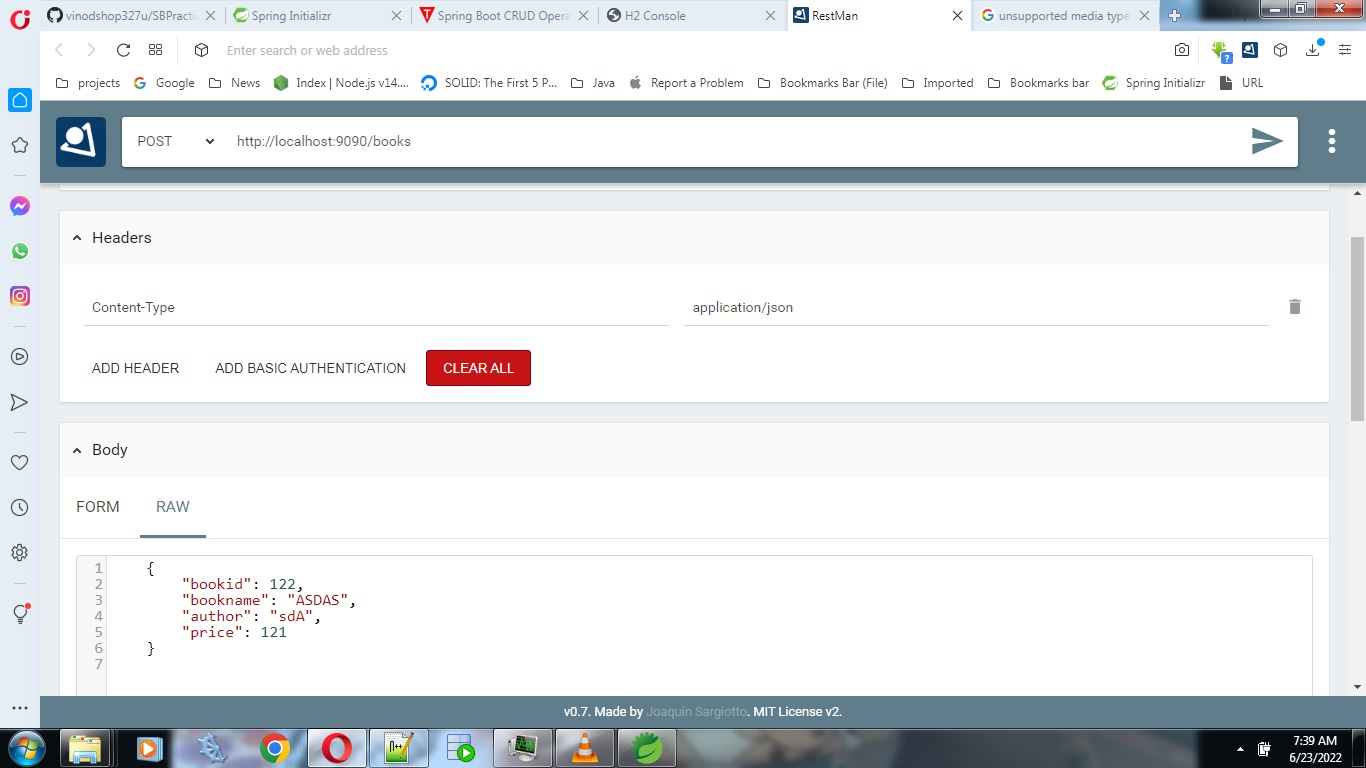 vinodshop327u/SBPracti
Spring Initializr
Spring Boot CRUD Opera
H2 Console
RestMan
unsupported media type
Enter search or web address
projects
Google
News
Index | Node.js v14....
SOLID: The First 5 P...
Java
Report a Problem
Bookmarks Bar (File)
Imported
Bookmarks bar
Spring Initializr
URL
POST
http://localhost:9090/books
Headers
Content-Type
application/json
ADD HEADER
ADD BASIC AUTHENTICATION
CLEAR ALL
Body
FORM
RAW
1 {
2 "bookid": 122,
3 "bookname": "ASDAS",
4 "author": "sdA",
5 "price": 121
6 }
7
v0.7. Made by Joaquin Sargiotto. MIT License v2.
7:39 AM
6/23/2022